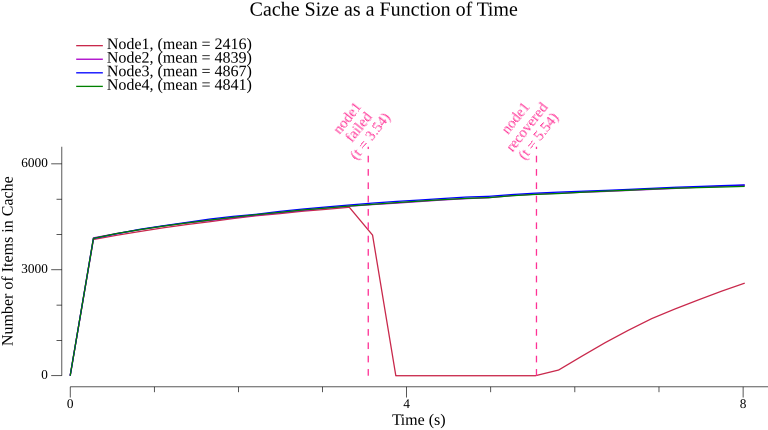 Cache Size as a Function of Time
Node1, (mean = 2416)
Node2, (mean = 4839)
Node3, (mean = 4867)
Node4, (mean = 4841)
node1
failed
(t = 3.54)
node1
recovered
(t = 5.54)
Number of Items in Cache
6000
3000
0
0
4
8
Time (s)